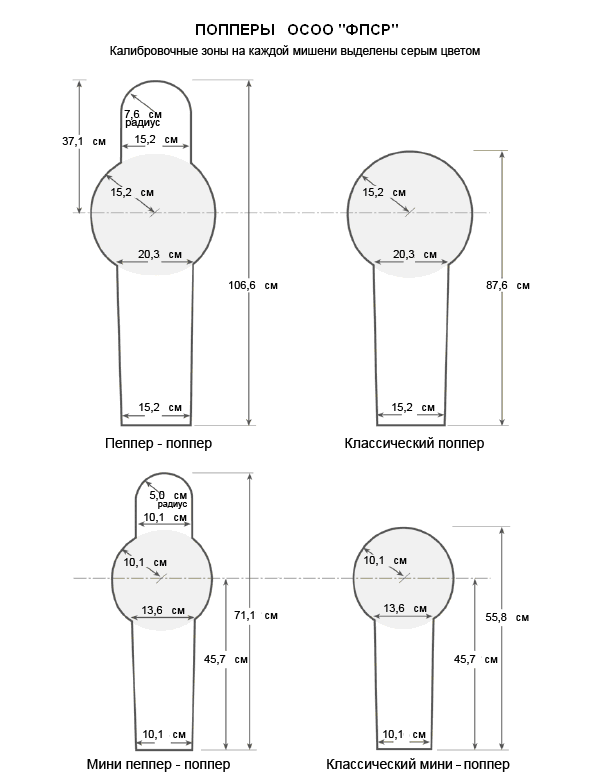 ПОППЕРЫ ОСОО "ФПСР"
Калибровочные зоны на каждой мишени выделены серым цветом
7,6 см
радиус
37,1 см
15,2 см
15,2 см
15,2 см
20,3 см
20,3 см
106,6 см
87,6 см
15,2 см
15,2 см
Пеппер - поппер
Классический поппер
5,0 см
радиус
10,1 см
10,1 см
10,1 см
13,6 см
13,6 см
71,1 см
55,8 см
45,7 см
45,7 см
10,1 см
10,1 см
Мини пеппер - поппер
Классический мини - поппер